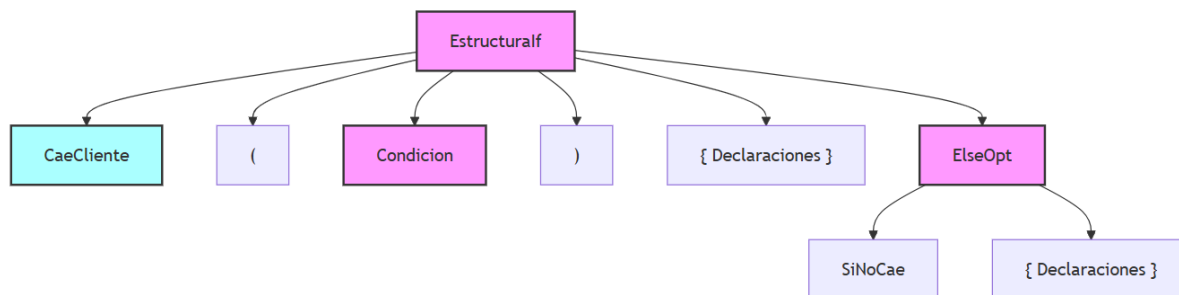 EstructuraIf
CaeCliente
(
Condicion
)
{ Declaraciones }
ElseOpt
SiNoCae
{ Declaraciones }